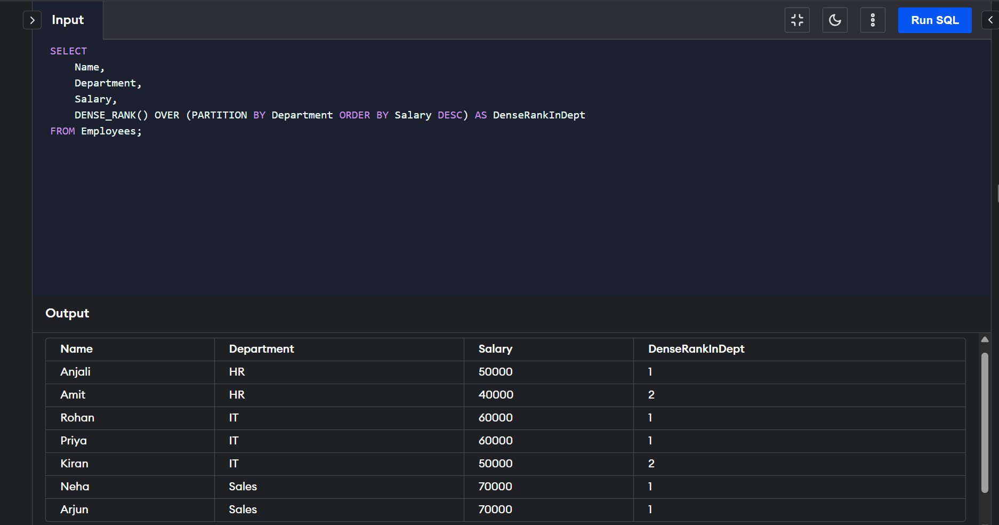 Input
Run SQL
SELECT
    Name,
    Department,
    Salary,
    DENSE_RANK() OVER (PARTITION BY Department ORDER BY Salary DESC) AS DenseRankInDept
FROM Employees;
Output
Name Department Salary DenseRankInDept
Anjali HR 50000 1
Amit HR 40000 2
Rohan IT 60000 1
Priya IT 60000 1
Kiran IT 50000 2
Neha Sales 70000 1
Arjun Sales 70000 1